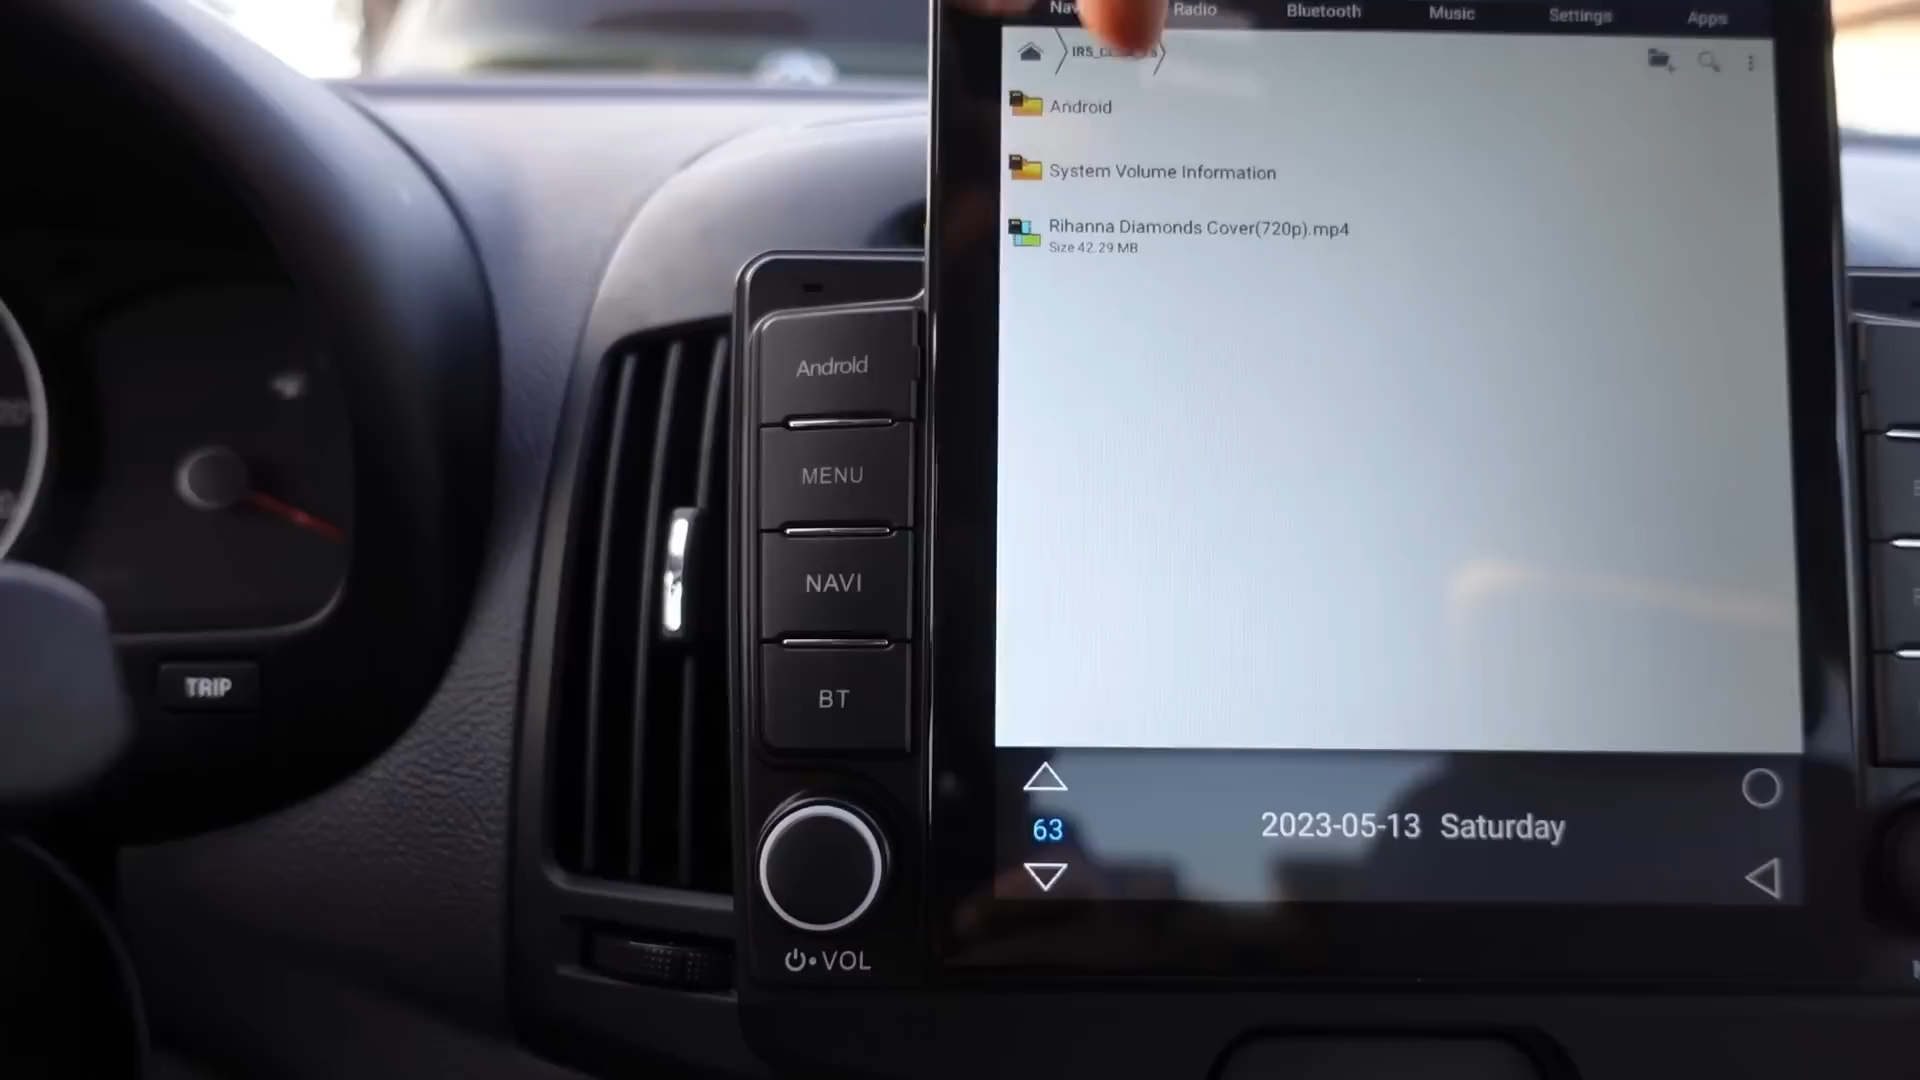 Radio Bluetooth Music Settings Apps
Android
System Volume Information
Rihanna Diamonds Cover(720p).mp4
Size 42.29 MB
Android
MENU
NAVI
BT
VOL
TRIP
63
2023-05-13 Saturday